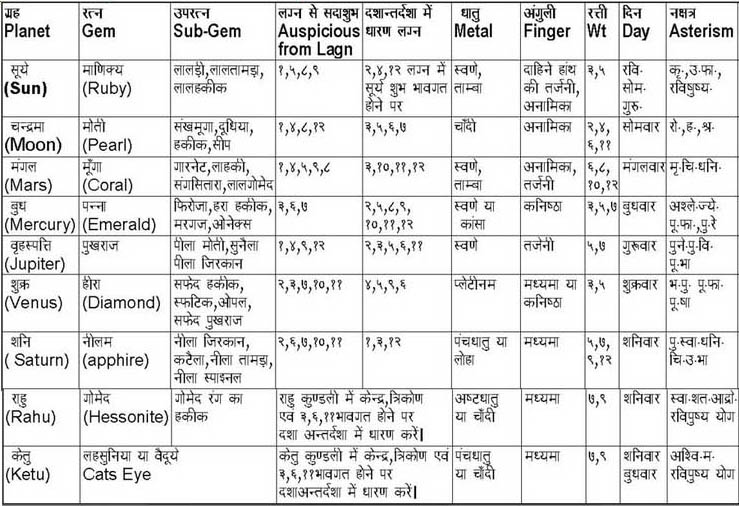 ग्रह
Planet
रत्न
Gem
उपरत्न
Sub-Gem
लग्न से सदाशुभ
Auspicious
from Lagn
दशान्तर्दशा में
धारण लग्न
धातु
Metal
अंगुली
Finger
रत्ती
Wt
दिन
Day
नक्षत्र
Asterism
सूर्य
(Sun)
माणिक्य
(Ruby)
लालड़ी,लालतामड़ा,
लालहकीक
१,५,८,९
२,४,१२ लग्न में
सूर्य शुभ भावगत
होने पर
स्वर्ण,
ताम्बा
दाहिने हांथ
की तर्जनी,
अनामिका
३,५
रवि-
सोम-
गुरु-
कृ-,उ-फा-,
रविपुष्य-
चन्द्रमा
(Moon)
मोती
(Pearl)
संखमूगा,दूधिया,
हकीक,सीप
१,४,८,१२
३,५,६,७
चाँदी
अनामिका
२,४,
६,११
सोमवार
रो-,ह-,श्र-
मंगल
(Mars)
मूँगा
(Coral)
गारनेट,लाहकी,
संगसितारा,लालगोमेद
१,४,५,९,८
३,१०,११,१२
स्वर्ण,
ताम्बा
अनामिका,
तर्जनी
६,८,
१०,१२
मंगलवार
मृ-चि-धनि-
बुध
(Mercury)
पन्ना
(Emerald)
फिरोजा,हरा हकीक,
मरगज,ओनेक्स
३,६,७
२,५,८,९,
१०,११,१२
स्वर्ण या
कांसा
कनिष्ठा
३,५,७
बुधवार
अश्ले-ज्ये-
पू-फा-,पु-रे
वृहस्पत्ति
(Jupiter)
पुखराज
पीला मोती,सुनैला
पीला जिरकान
१,४,९,१२
२,३,५,६,११
स्वर्ण
तर्जनी
५,७
गुरूवार
पुने-पु-वि-
पू-भा
शुक्र
(Venus)
हीरा
(Diamond)
सफेद हकीक,
स्फटिक,ओपल,
सफेद पुखराज
२,३,७,१०,११
४,५,९,६
प्लेटीनम
मध्यमा या
कनिष्ठा
३,५
शुक्रवार
भ-पु- पू-फा-
पू-षा
शनि
( Saturn)
नीलम
(apphire)
नीला जिरकान,
कटैला,नीला तामड़ा,
नीला स्पाइनल
२,६,७,१०,११
१,३,१२
पंचधातु या
लोहा
मध्यमा
५,७,
९,१२
शनिवार
पु-स्वा-धनि-
चि-उ-भा
राहु
(Rahu)
गोमेद
(Hessonite)
गोमेद रंग का
हकीक
राहु कुण्डली में केन्द्र,त्रिकोण
एवं ३,६,११भावगत होने पर
दशा अन्तर्दशा में धारण करें|
अष्टधातु
या चाँदी
मध्यमा
७,९
शनिवार
स्वा-शत-आद्रो-
रविपुष्य योग
केतु
(Ketu)
लहसुनिया या वैदूर्य
Cats Eye
केतु कुण्डली में केन्द्र,त्रिकोण एवं
३,६,११भावगत होने पर
दशाअन्तर्दशा में धारण करें|
पंचधातु
या चाँदी
मध्यमा
७,९
शनिवार
बुधवार
अश्वि-म-
रविपुष्य योग